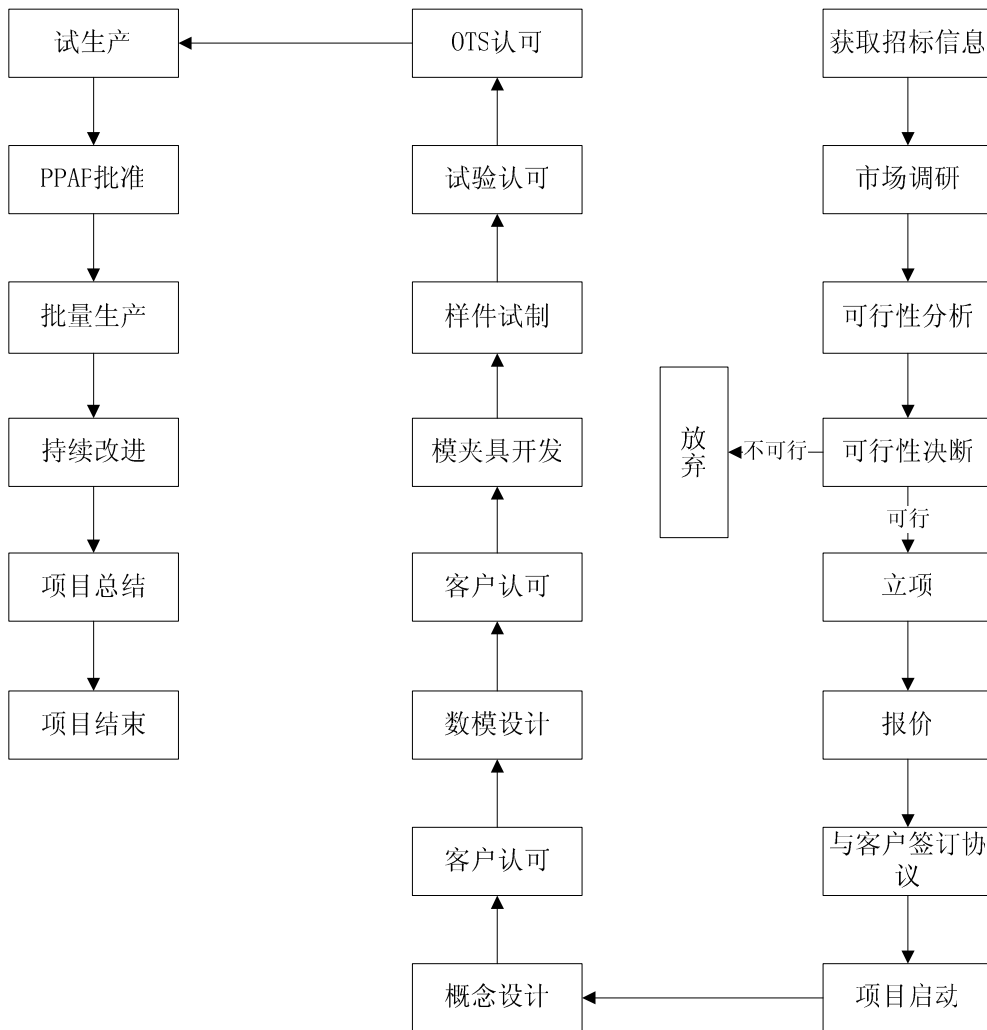 试生产
OTS认可
获取招标信息
PPAF批准
试验认可
市场调研
批量生产
样件试制
可行性分析
持续改进
模夹具开发
放
弃
不可行
可行性决断
可行
项目总结
客户认可
立项
项目结束
数模设计
报价
客户认可
与客户签订协
议
概念设计
项目启动